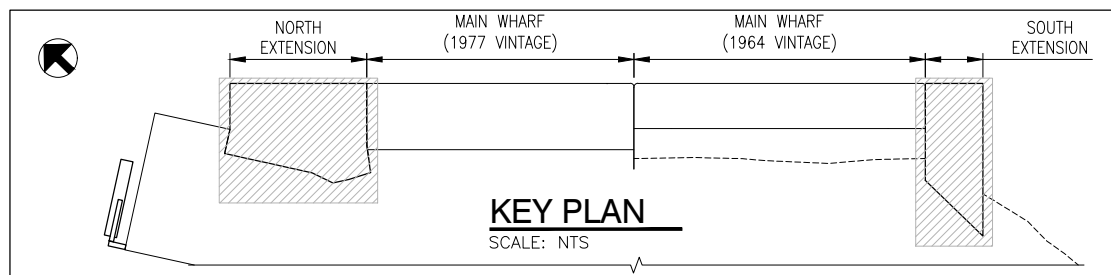 NORTH
EXTENSION
MAIN WHARF
(1977 VINTAGE)
MAIN WHARF
(1964 VINTAGE)
SOUTH
EXTENSION
KEY PLAN
SCALE: NTS